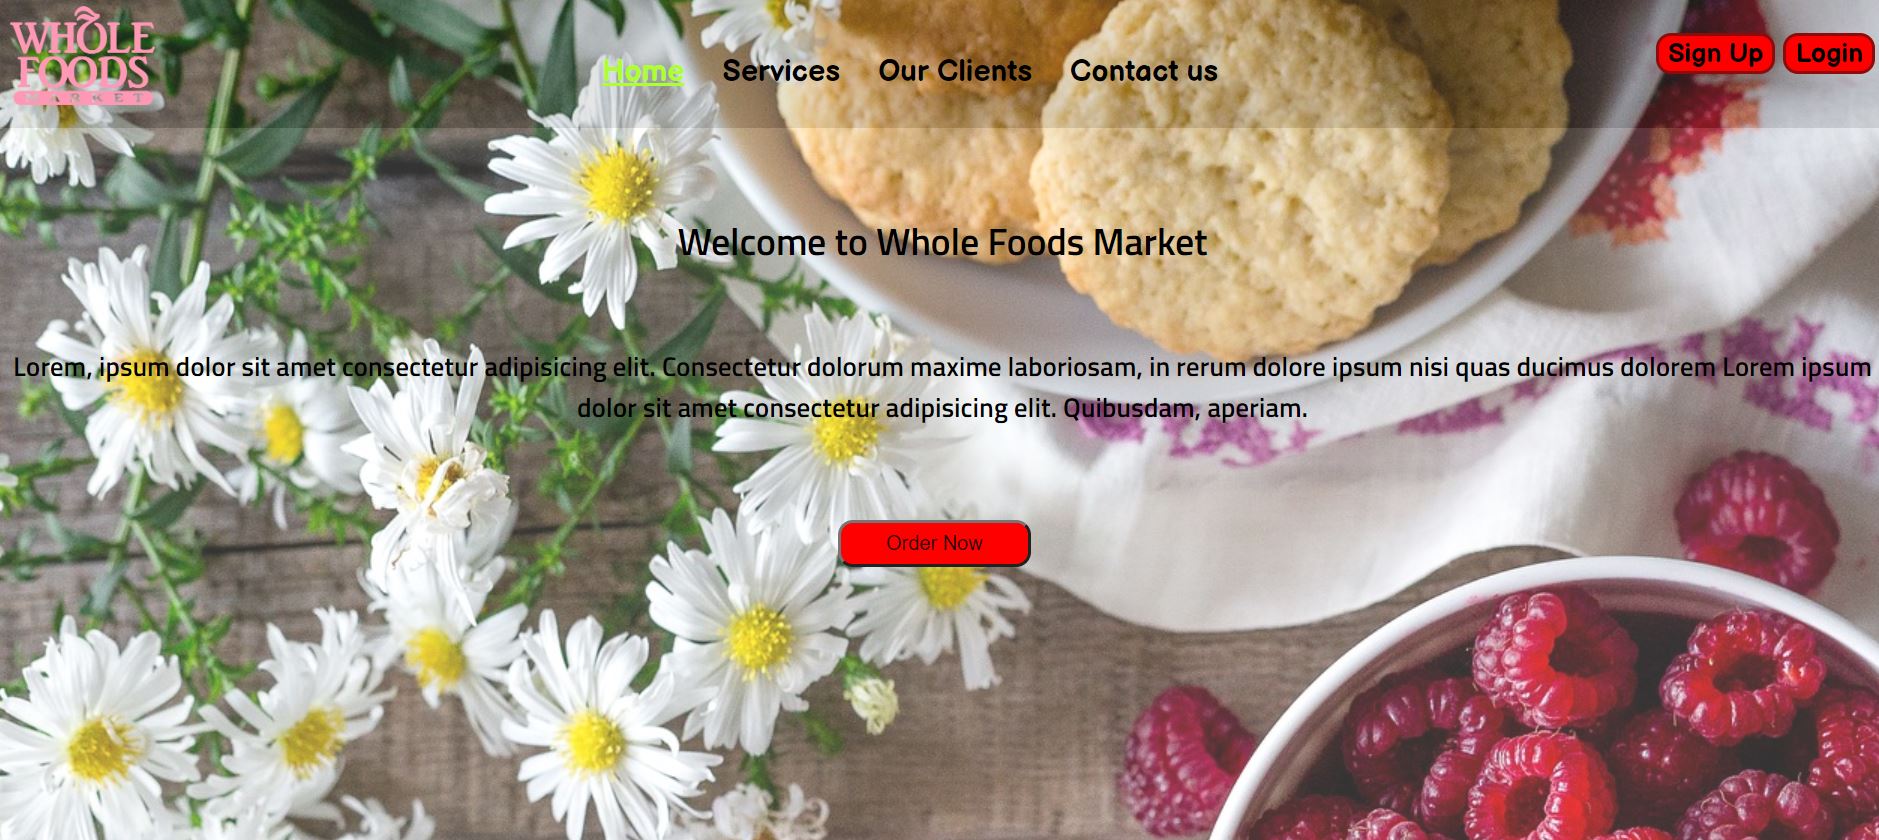 WHOLE
FOODS
MARKET
Home Services Our Clients Contact us
Sign Up Login
Welcome to Whole Foods Market
Lorem, ipsum dolor sit amet consectetur adipisicing elit. Consectetur dolorum maxime laboriosam, in rerum dolore ipsum nisi quas ducimus dolorem Lorem ipsum
dolor sit amet consectetur adipisicing elit. Quibusdam, aperiam.
Order Now